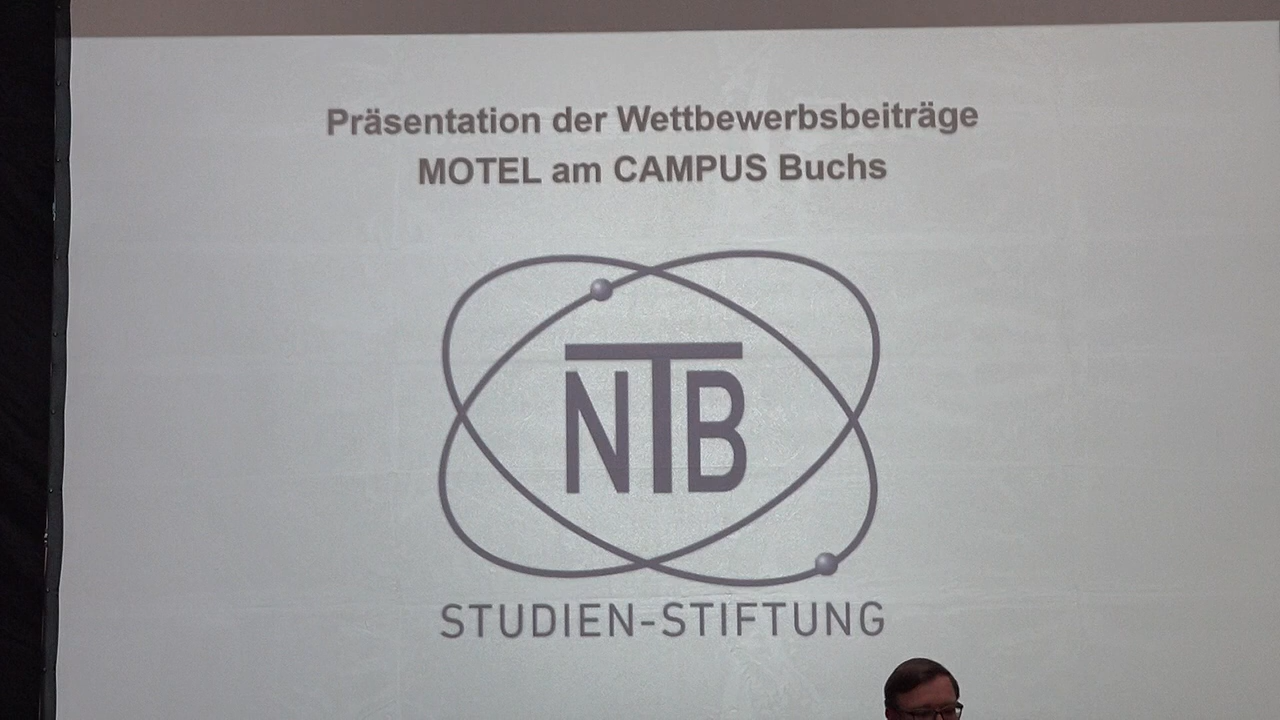 Präsentation der Wettbewerbsbeiträge
MOTEL am CAMPUS Buchs
NTB
STUDIEN-STIFTUNG